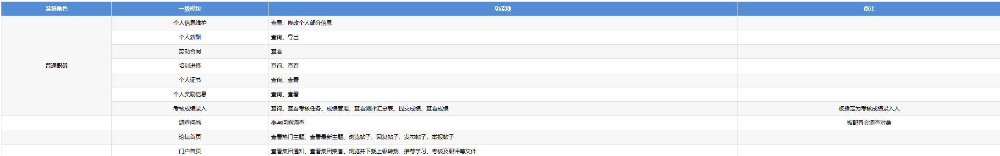 系统角色 一级模块 功能项 备注
个人信息维护 查看、修改个人部分信息
个人薪酬 查询、导出
劳动合同 查看
普通职员 培训进修 查询、查看
个人证书 查询、查看
个人奖励信息 查询、查看
考核成绩录入 查询、查看考核任务、成绩管理、查看测评汇总表、提交成绩、查看成绩 被指定为考核成绩录入人
调查问卷 参与问卷调查 被配置会调查对象
论坛首页 查看热门主题、查看最新主题、浏览帖子、回复帖子、发布帖子，举报帖子
门户首页 查看集团通知、查看集团荣誉、浏览并下载上级转载、推荐学习、考核及职评等文件